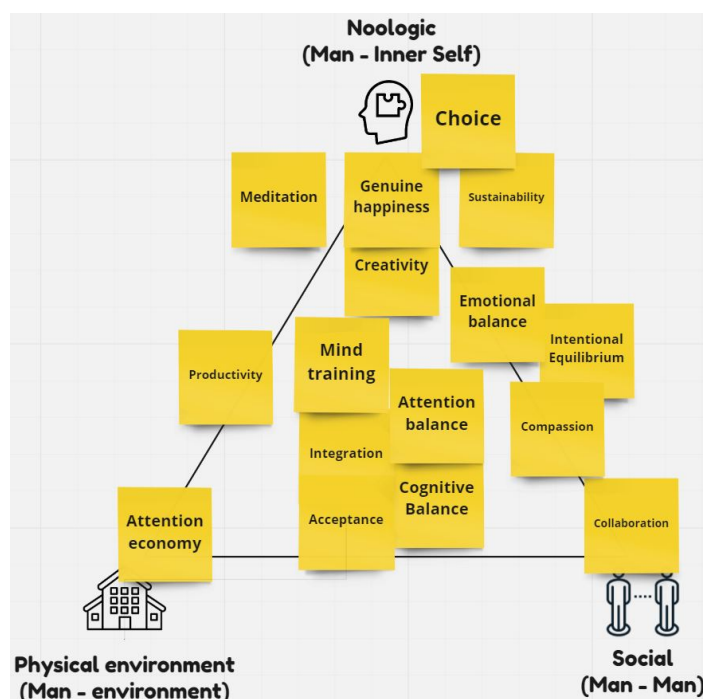 Noologic
(Man - Inner Self)
Choice
Meditation
Genuine
happiness
Sustainability
Creativity
Emotional
balance
Intentional
Equilibrium
Mind
training
Productivity
Attention
balance
Compassion
Integration
Cognitive
Balance
Acceptance
Attention
economy
Collaboration
Physical environment
(Man - environment)
Social
(Man - Man)